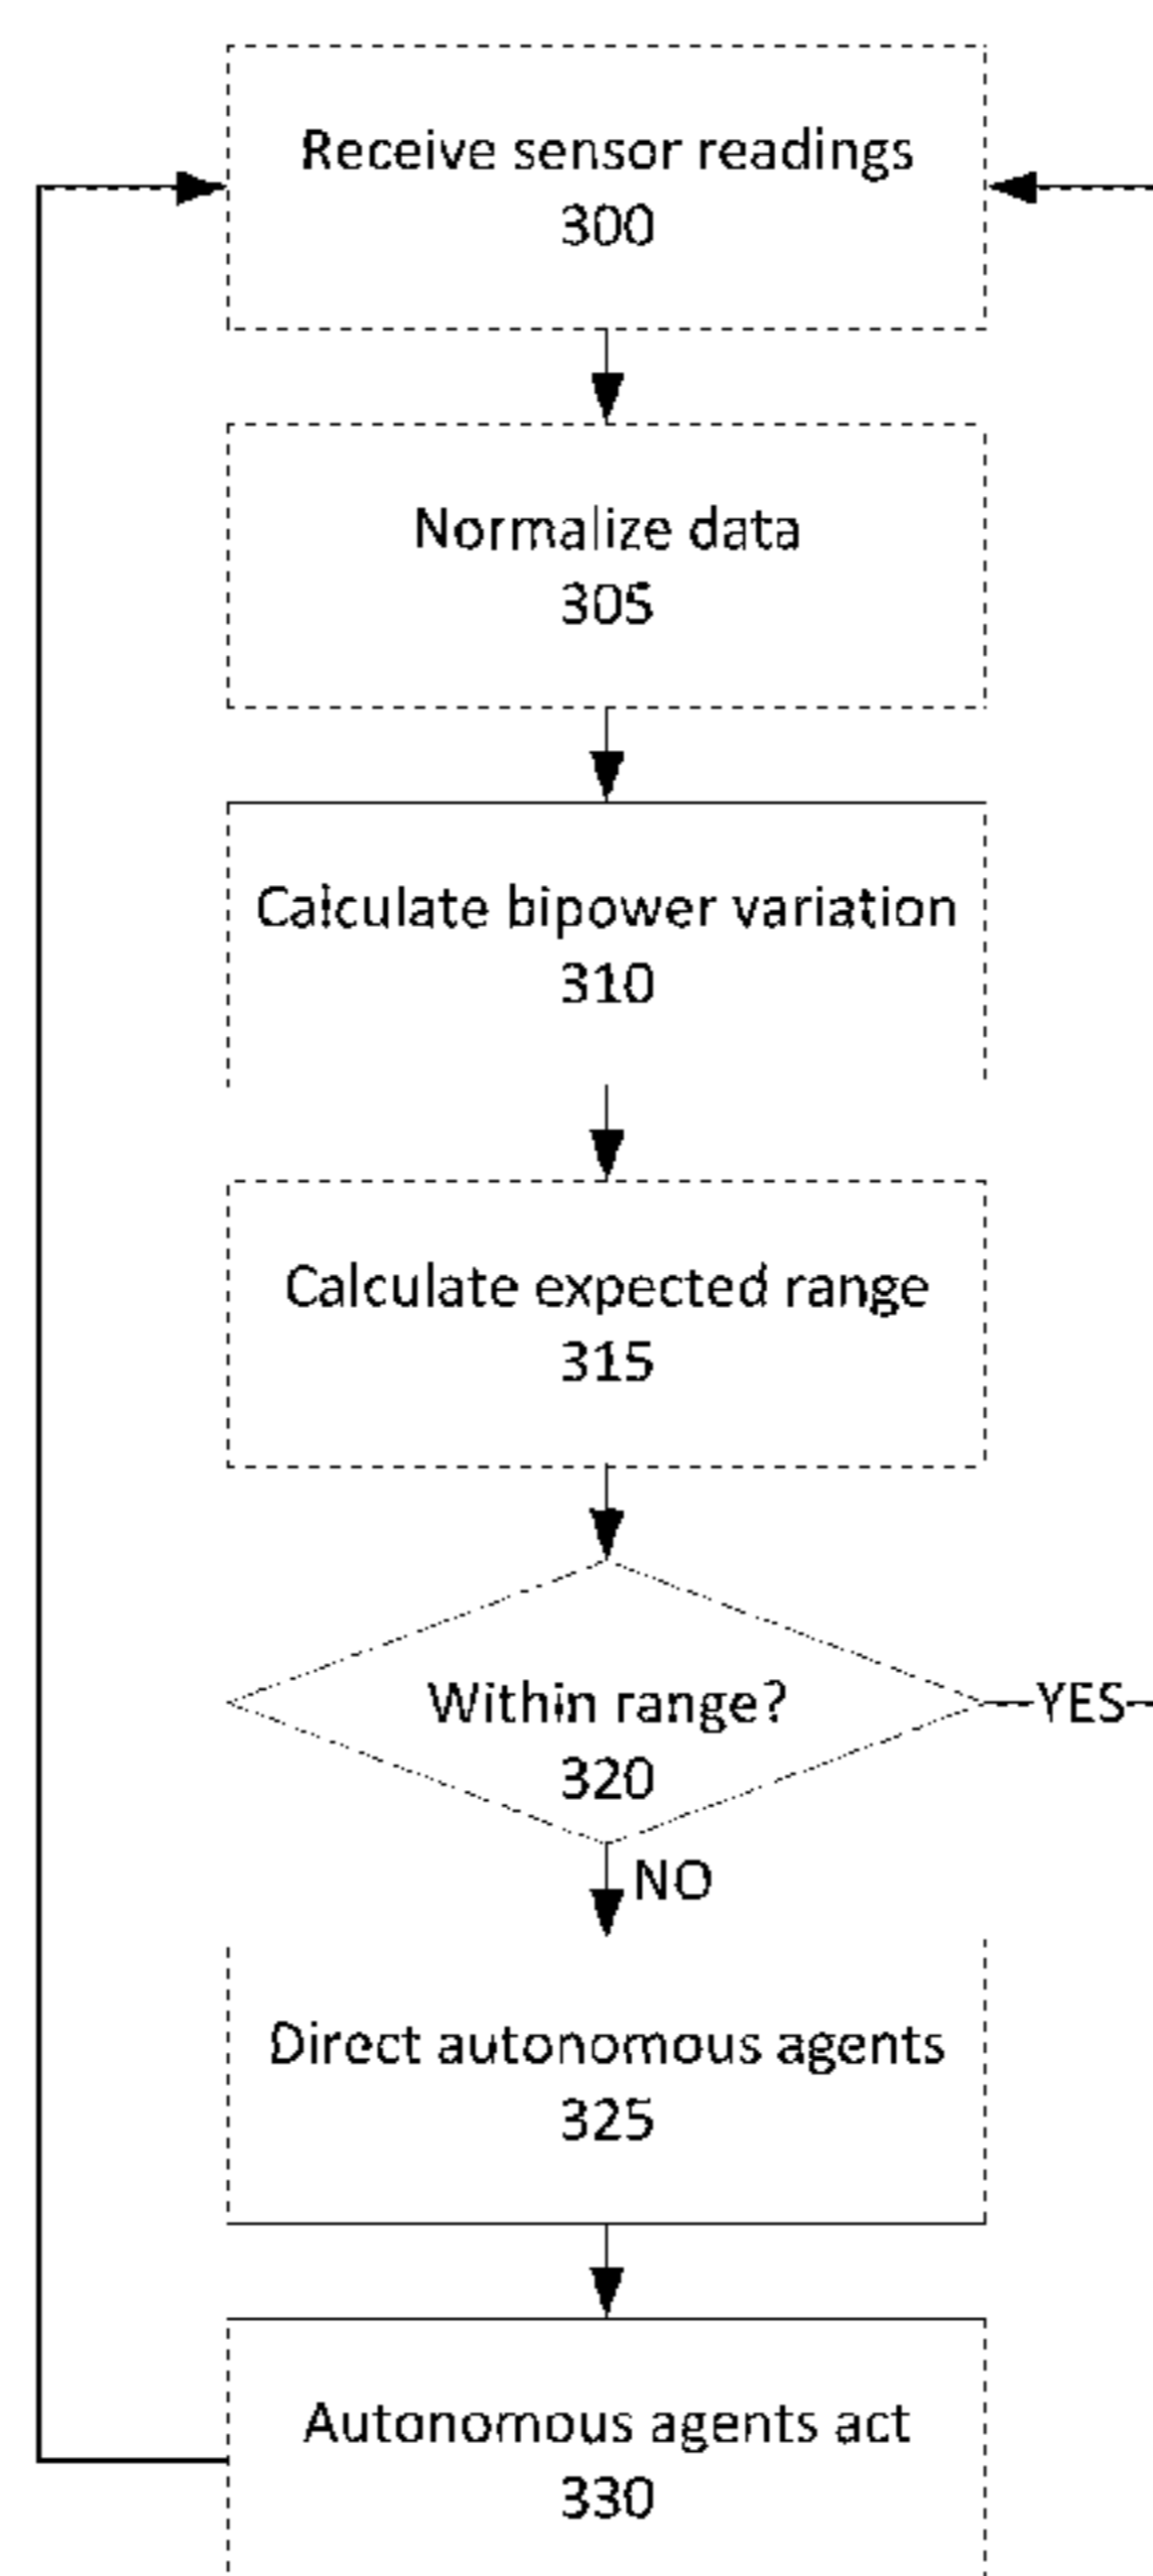 Receive sensor readings
300
Normalize data
305
Calculate bipower variation
310
Calculate expected range
315
Within range?
320
YES
NO
Direct autonomous agents
325
Autonomous agents act
330